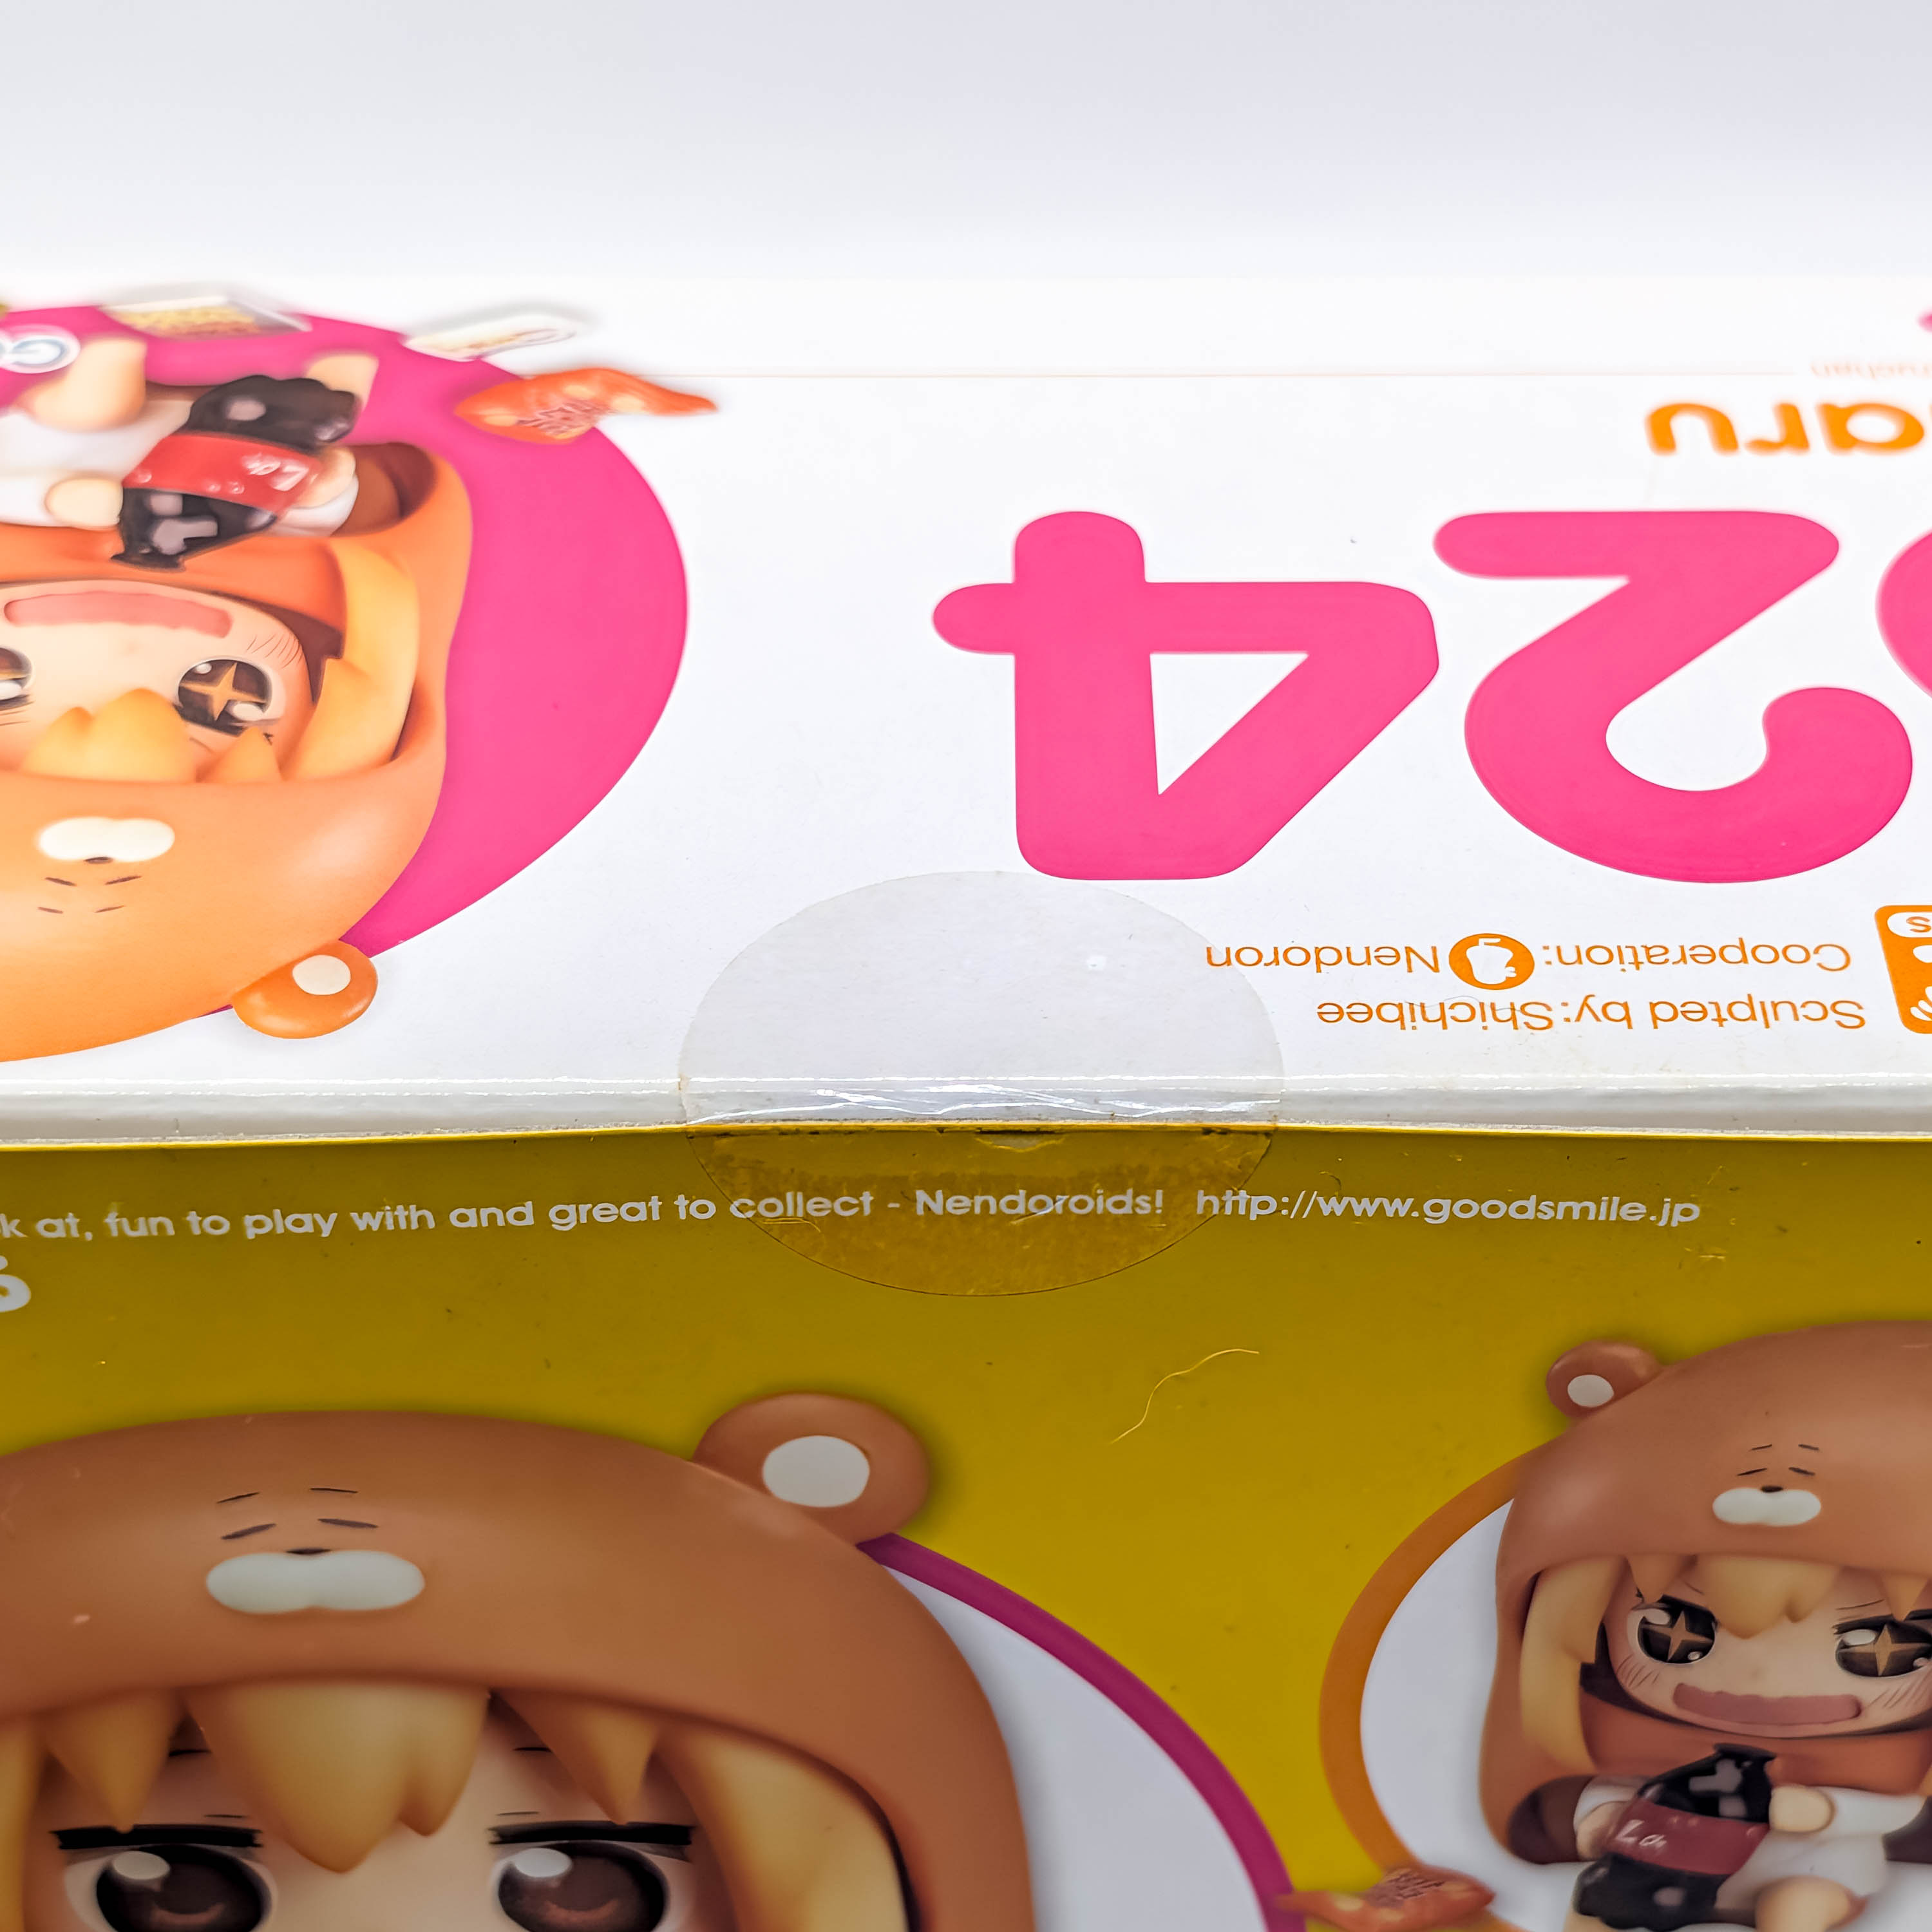 aru
24
Cooperation: Nendoron
Sculpted by:Shichibee
k at, fun to play with and great to collect - Nendoroids! http://www.goodsmile.jp